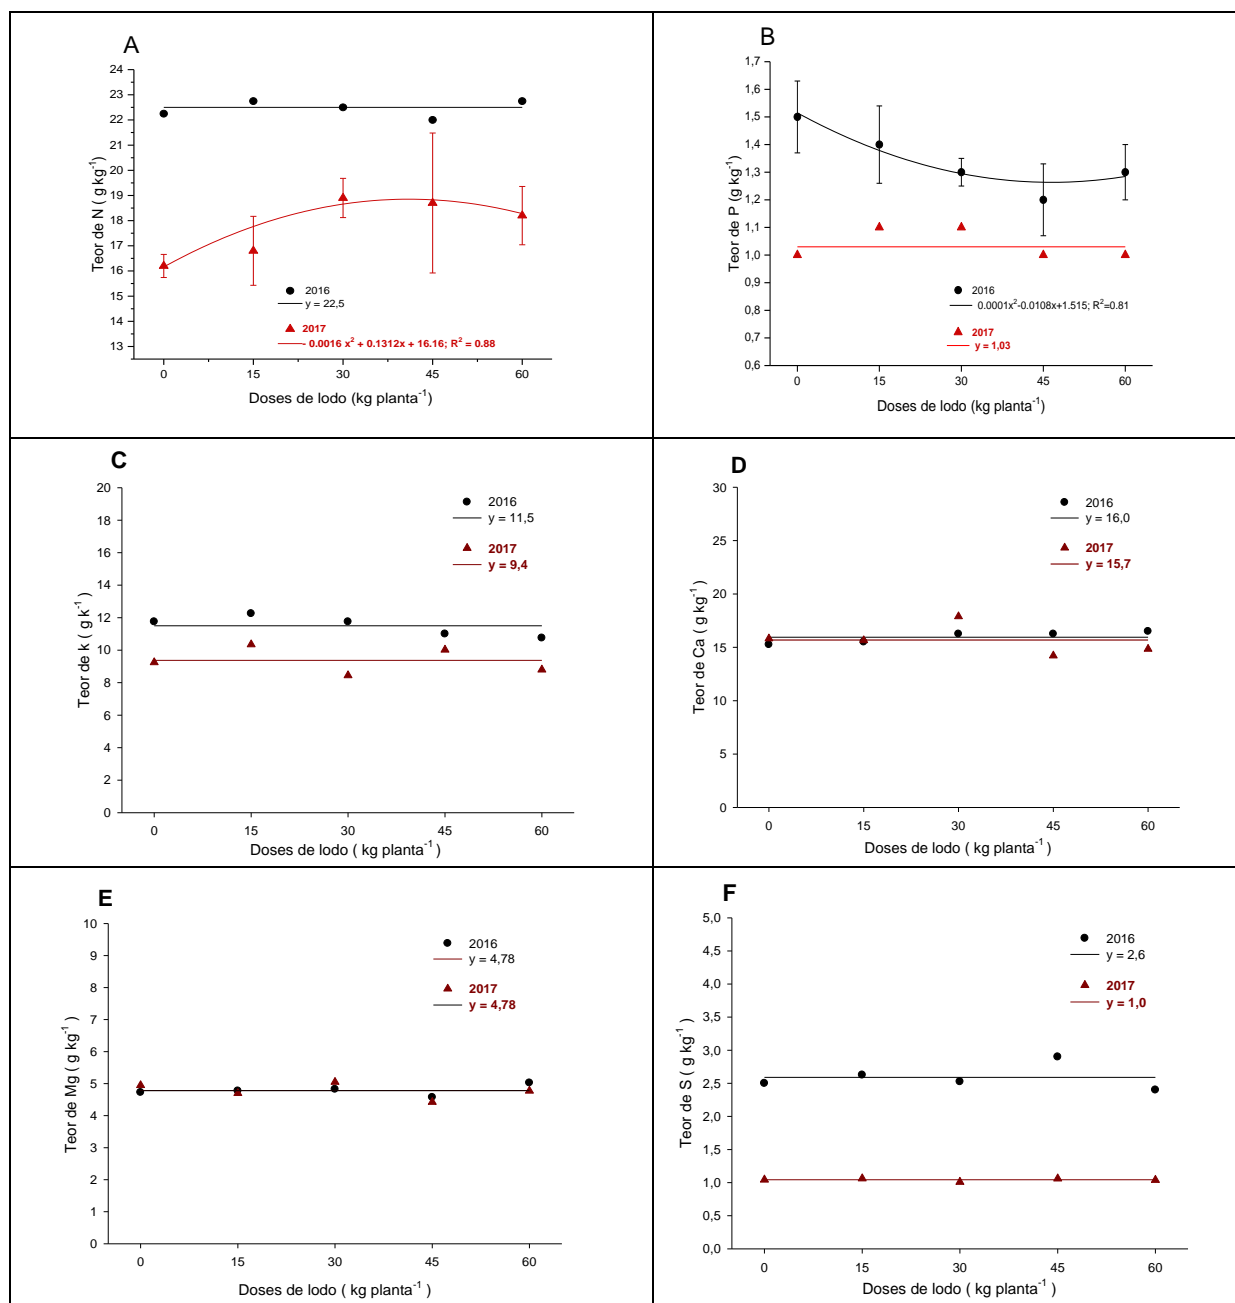 A
24
23
22
21
20
19
18
17
16
15
14
13
Teor de N ( g kg⁻¹)
2016
y = 22,5
2017
- 0.0016 x² + 0.1312x + 16.16; R² = 0.88
0 15 30 45 60
Doses de lodo (kg planta⁻¹)
B
1,7
1,6
1,5
1,4
1,3
1,2
1,1
1,0
0,9
0,8
0,7
0,6
Teor de P (g kg⁻¹)
2016
0.0001x²-0.0108x+1.515; R²=0.81
2017
y = 1,03
0 15 30 45 60
Doses de lodo (kg planta⁻¹)
C
20
18
16
14
12
10
8
6
4
2
0
Teor de k ( g k⁻¹)
2016
y = 11,5
2017
y = 9,4
0 15 30 45 60
Doses de lodo ( kg planta⁻¹)
D
30
25
20
15
10
5
0
Teor de Ca ( g kg⁻¹)
2016
y = 16,0
2017
y = 15,7
0 15 30 45 60
Doses de lodo ( kg planta⁻¹)
E
10
9
8
7
6
5
4
3
2
1
0
Teor de Mg ( g kg⁻¹)
2016
y = 4,78
2017
y = 4,78
0 15 30 45 60
Doses de lodo ( kg planta⁻¹)
F
5,0
4,5
4,0
3,5
3,0
2,5
2,0
1,5
1,0
0,5
0,0
Teor de S ( g kg⁻¹)
2016
y = 2,6
2017
y = 1,0
0 15 30 45 60
Doses de lodo ( kg planta⁻¹)